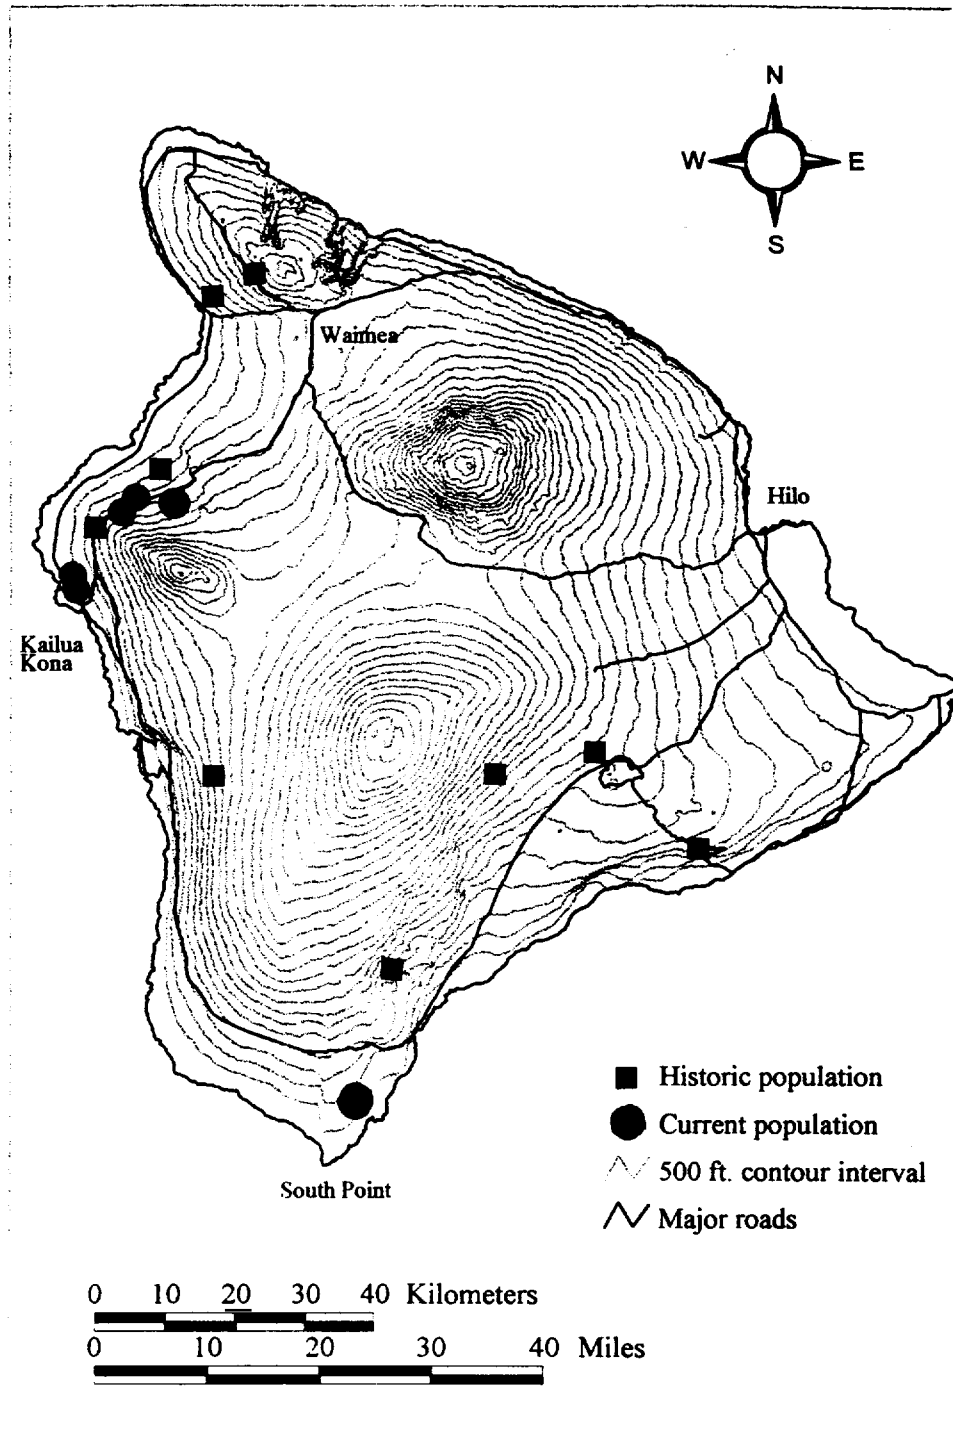 N
W E
S
Waimea
Hilo
Kailua
Kona
Historic population
Current population
500 ft. contour interval
Major roads
South Point
0 10 20 30 40 Kilometers
0 10 20 30 40 Miles